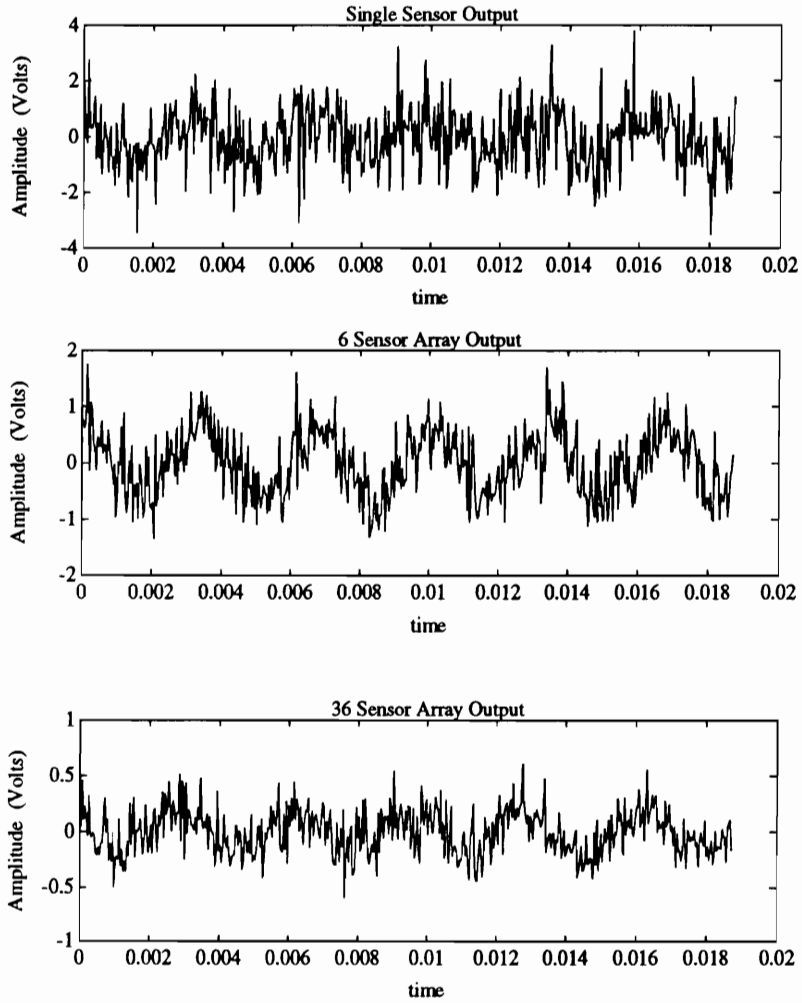 Single Sensor Output
4
2
0
-2
-4
Amplitude (Volts)
0 0.002 0.004 0.006 0.008 0.01 0.012 0.014 0.016 0.018 0.02
time
6 Sensor Array Output
2
1
0
-1
-2
Amplitude (Volts)
0 0.002 0.004 0.006 0.008 0.01 0.012 0.014 0.016 0.018 0.02
time
36 Sensor Array Output
1
0.5
0
-0.5
-1
Amplitude (Volts)
0 0.002 0.004 0.006 0.008 0.01 0.012 0.014 0.016 0.018 0.02
time